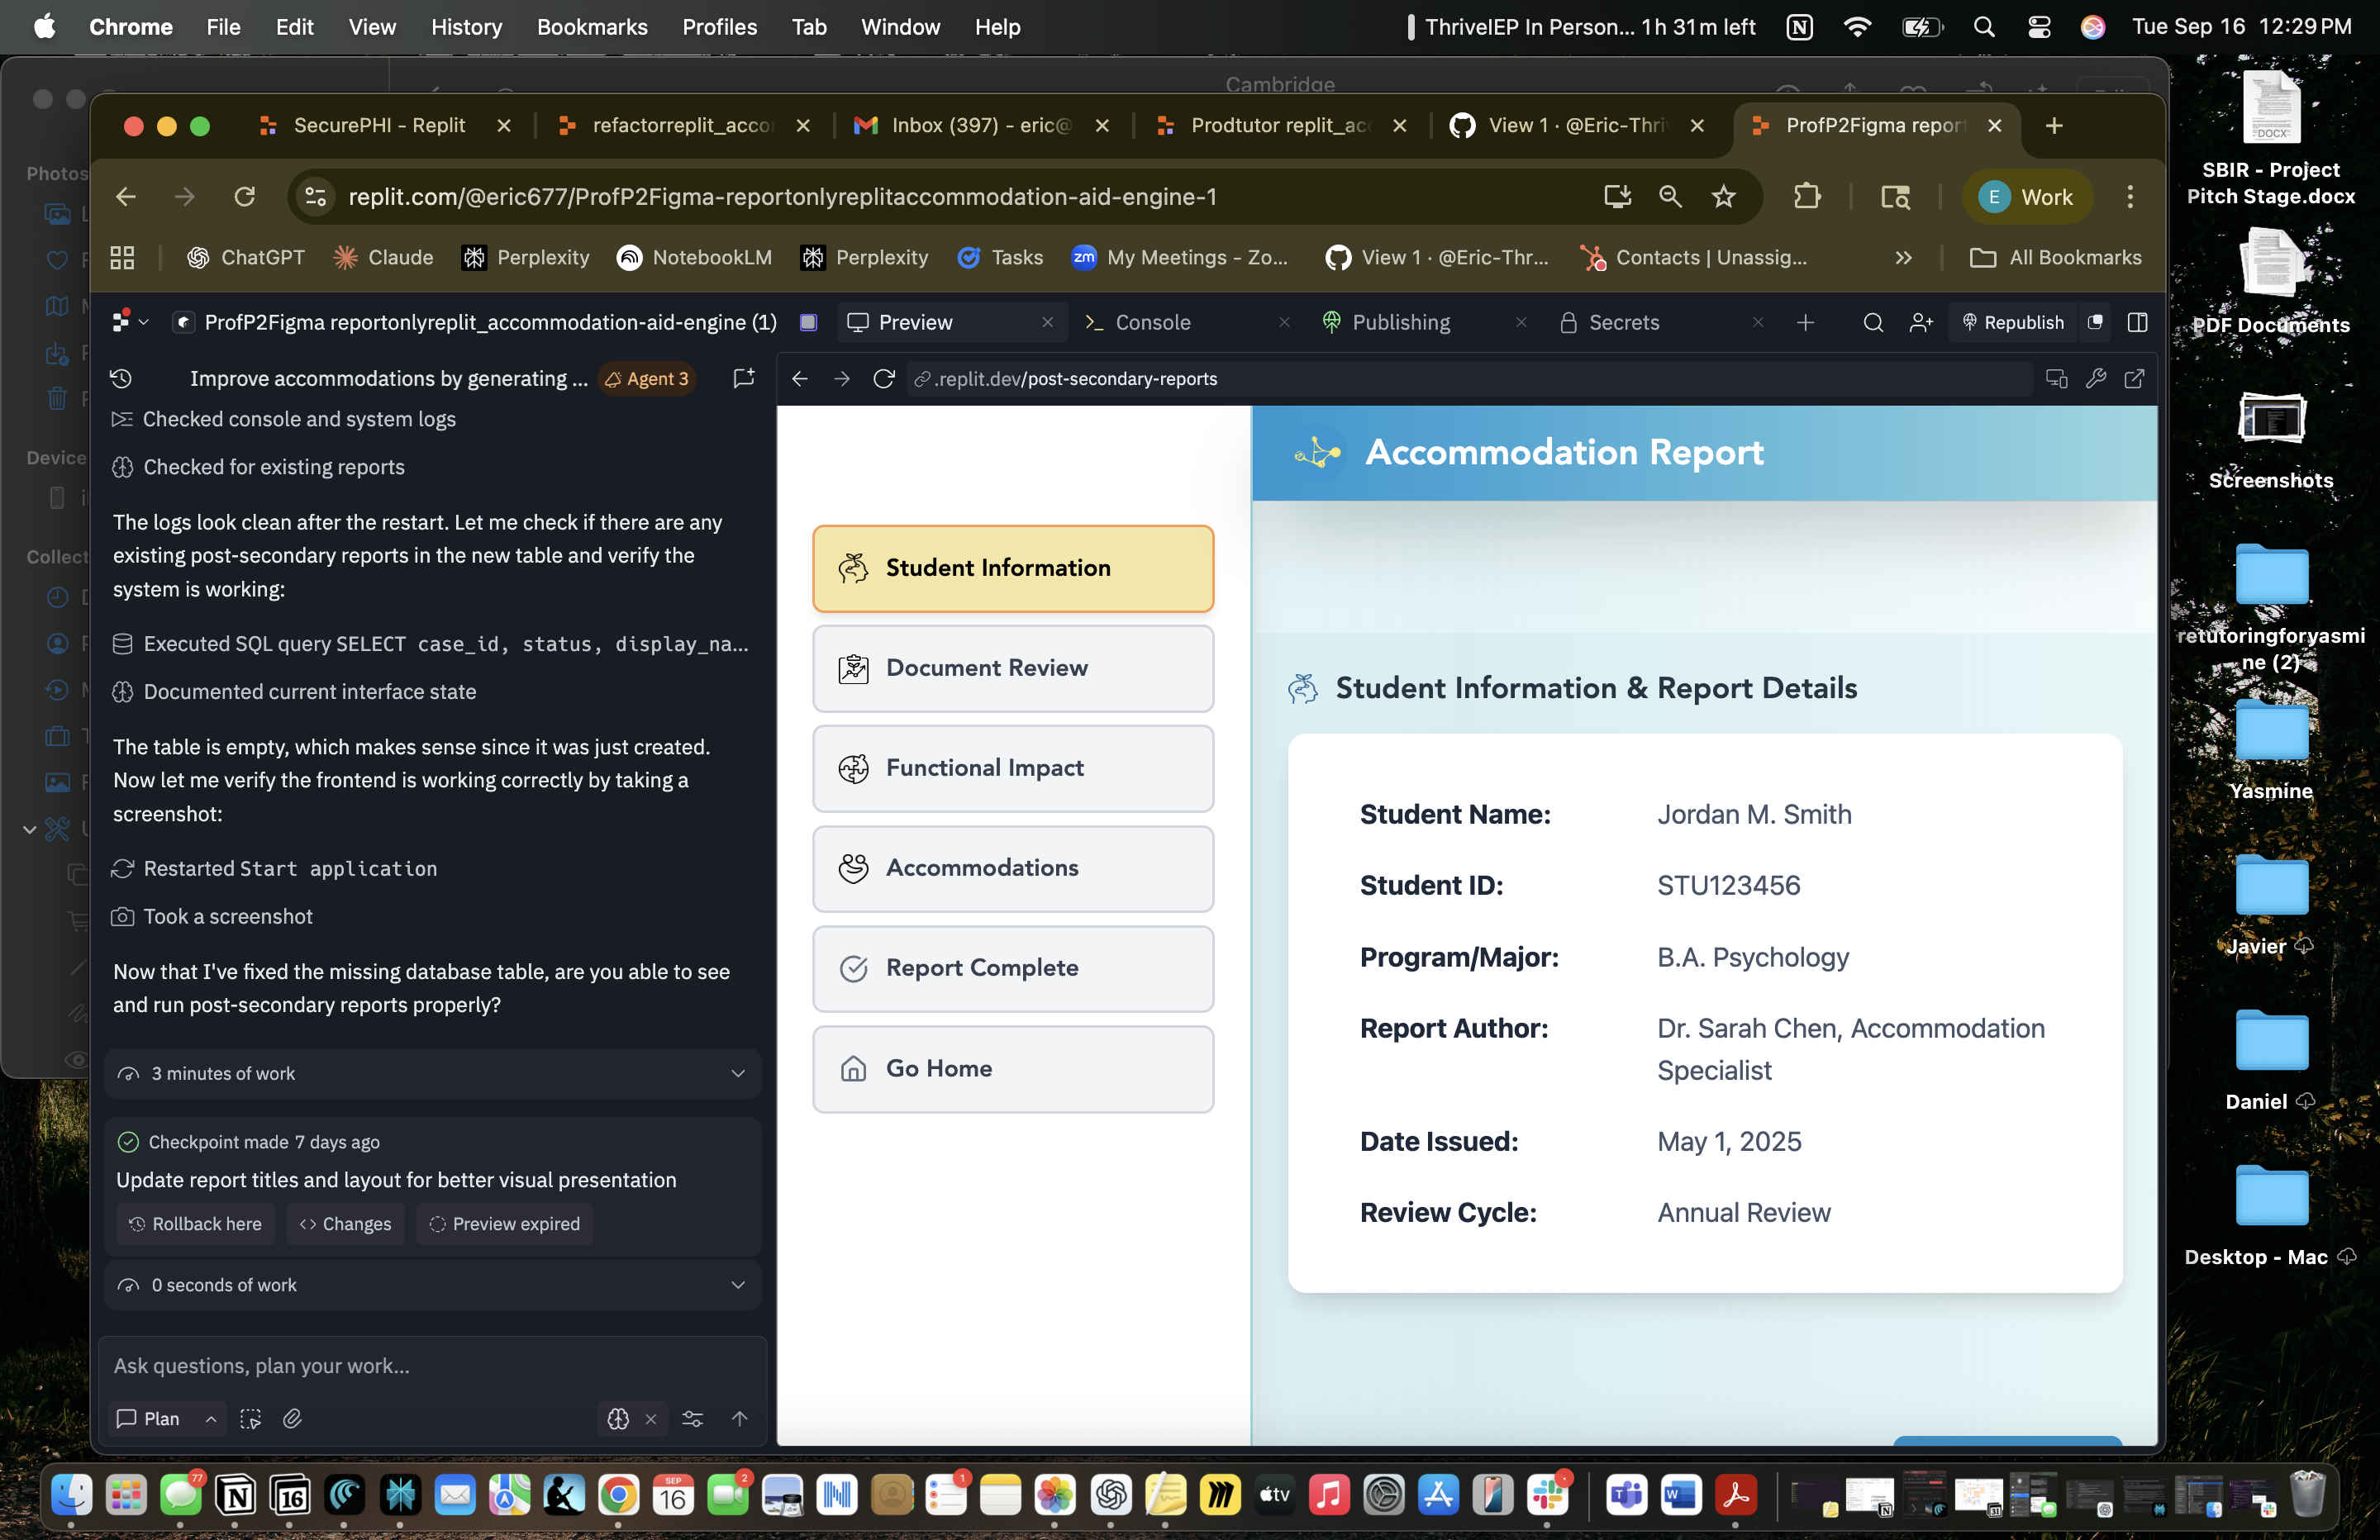 Chrome File Edit View History Bookmarks Profiles Tab Window Help
ThriveIEP In Person... 1h 31m left
Tue Sep 16 12:29 PM
Cambridge
SecurePHI - Replit
refactorreplit_acco
Inbox (397) - eric@
Prodtutor replit_ac
View 1 · @Eric-Thri
ProfP2Figma report
replit.com/@eric677/ProfP2Figma-reportonlyreplitaccommodation-aid-engine-1
E Work
ChatGPT
Claude
Perplexity
NotebookLM
Perplexity
Tasks
zm My Meetings - Zo...
View 1 · @Eric-Thr...
Contacts | Unassig...
All Bookmarks
Photos
Device
Collect
ProfP2Figma reportonlyreplit_accommodation-aid-engine (1)
Preview
Console
Publishing
Secrets
Republish
Improve accommodations by generating ...
Agent 3
.replit.dev/post-secondary-reports
Checked console and system logs
Checked for existing reports
The logs look clean after the restart. Let me check if there are any
existing post-secondary reports in the new table and verify the
system is working:
Executed SQL query SELECT case_id, status, display_na...
Documented current interface state
The table is empty, which makes sense since it was just created.
Now let me verify the frontend is working correctly by taking a
screenshot:
Restarted Start application
Took a screenshot
Now that I've fixed the missing database table, are you able to see
and run post-secondary reports properly?
3 minutes of work
Checkpoint made 7 days ago
Update report titles and layout for better visual presentation
Rollback here
Changes
Preview expired
0 seconds of work
Ask questions, plan your work...
Plan
Student Information
Document Review
Functional Impact
Accommodations
Report Complete
Go Home
Accommodation Report
Student Information & Report Details
Student Name: Jordan M. Smith
Student ID: STU123456
Program/Major: B.A. Psychology
Report Author: Dr. Sarah Chen, Accommodation
Specialist
Date Issued: May 1, 2025
Review Cycle: Annual Review
DOCX
SBIR - Project
Pitch Stage.docx
PDF Documents
Screenshots
retutoringforyasmi
ne (2)
Yasmine
Javier
Daniel
Desktop - Mac
77
16
SEP
16
2
1
tv